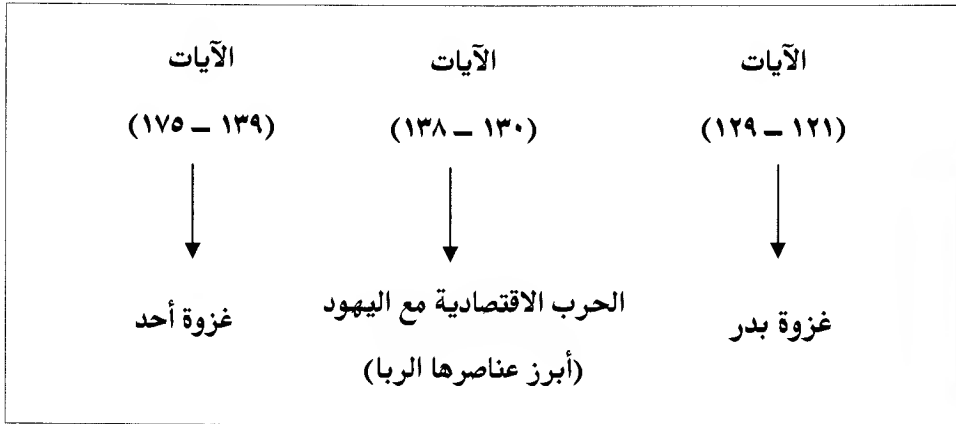 الآيات
(١٢١ – ١٢٩)
غزوة بدر
الآيات
(١٣٠ – ١٣٨)
الحرب الاقتصادية مع اليهود
(أبرز عناصرها الربا)
الآيات
(١٣٩ – ١٧٥)
غزوة أحد